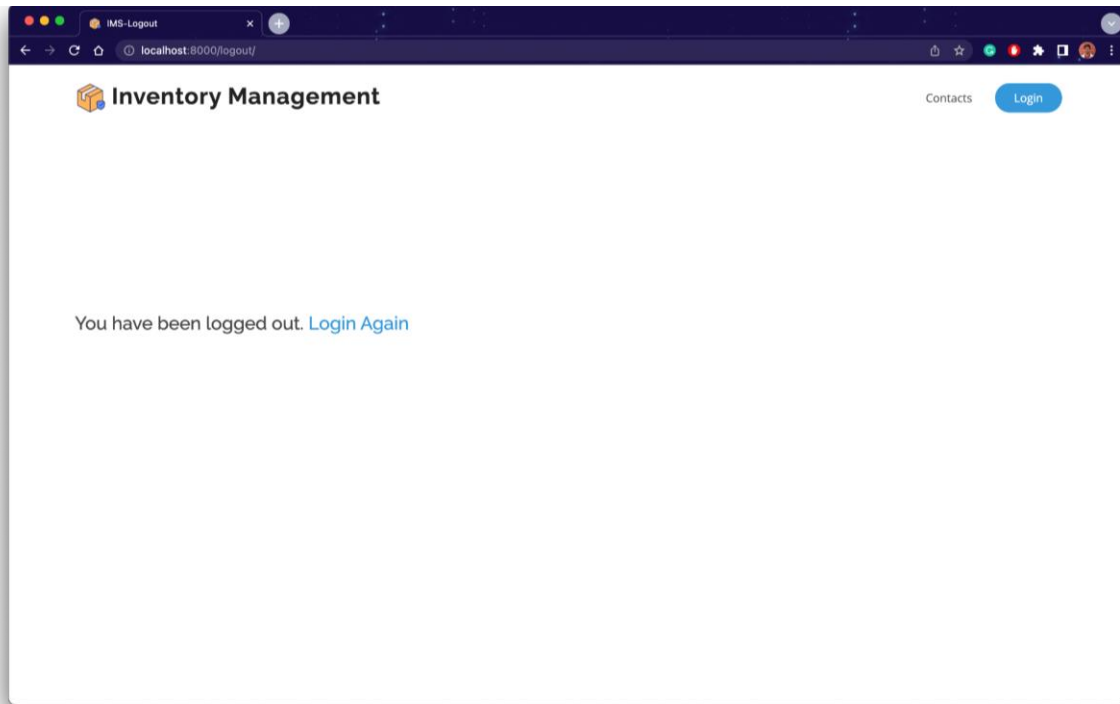 IMS-Logout
localhost:8000/logout/
Inventory Management
Contacts
Login
You have been logged out. Login Again